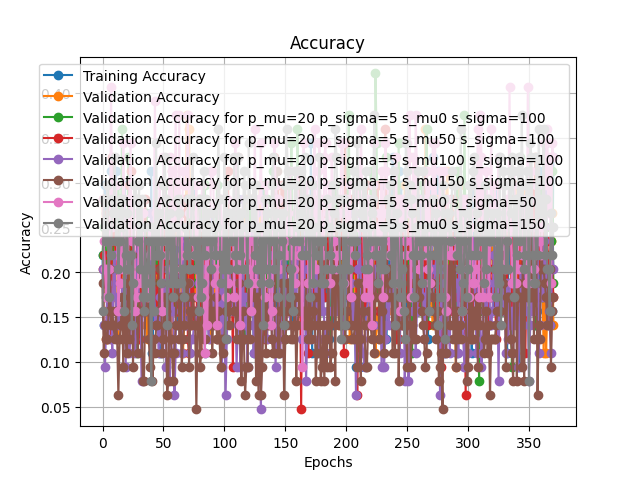 Accuracy
Training Accuracy
Validation Accuracy
Validation Accuracy for p_mu=20 p_sigma=5 s_mu0 s_sigma=100
Validation Accuracy for p_mu=20 p_sigma=5 s_mu50 s_sigma=100
Validation Accuracy for p_mu=20 p_sigma=5 s_mu100 s_sigma=100
Validation Accuracy for p_mu=20 p_sigma=5 s_mu150 s_sigma=100
Validation Accuracy for p_mu=20 p_sigma=5 s_mu0 s_sigma=50
Validation Accuracy for p_mu=20 p_sigma=5 s_mu0 s_sigma=150
Accuracy
0.40
0.25
0.20
0.15
0.10
0.05
0 50 100 150 200 250 300 350
Epochs